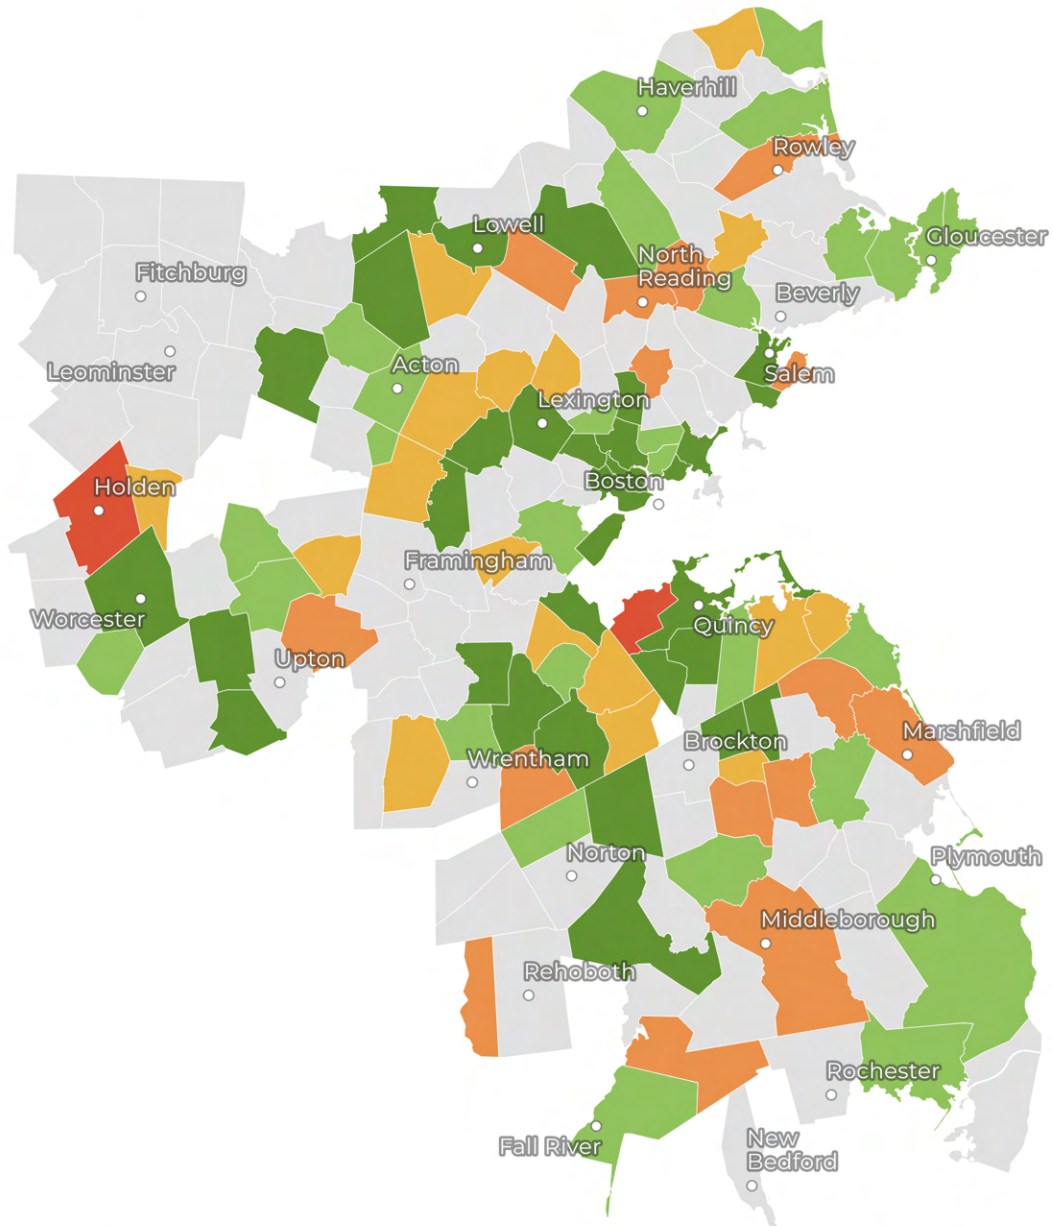 Haverhill
Rowley
Lowell
Gloucester
North
Reading
Fitchburg
Beverly
Acton
Leominster
Salem
Lexington
Boston
Holden
Framingham
Worcester
Quincy
Upton
Marshfield
Brockton
Wrentham
Norton
Plymouth
Middleborough
Rehoboth
Rochester
Fall River
New
Bedford